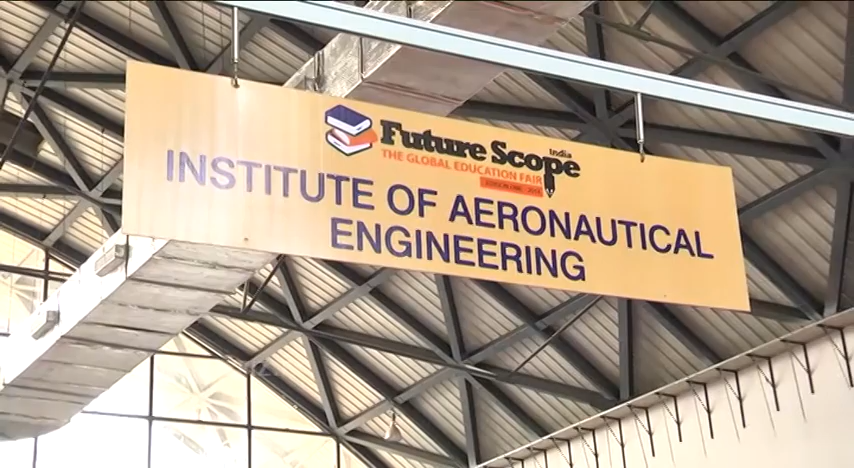 Future Scope
India
THE GLOBAL EDUCATION FAIR
INSTITUTE OF AERONAUTICAL,
ENGINEERING